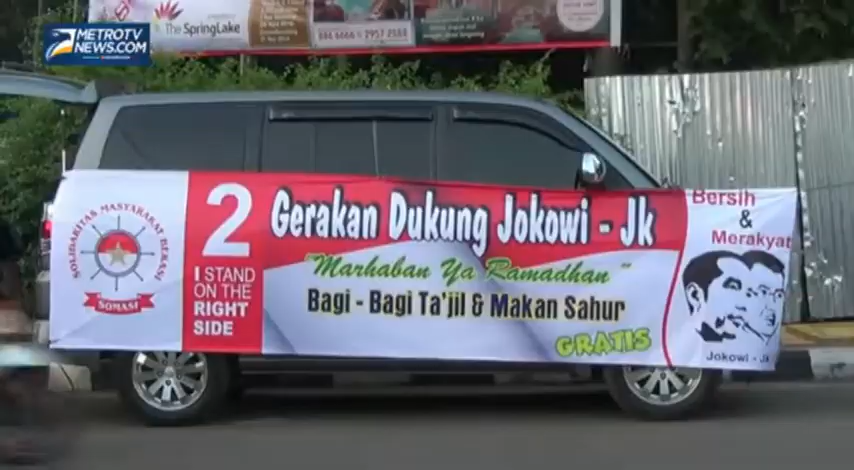 METROTV
NEWS.COM
The SpringLake
SOLIDARITAS MASYARAKAT BEKASI
SOMASI
2
I STAND
ON THE
RIGHT
SIDE
Gerakan Dukung Jokowi - Jk
"Marhaban Ya Ramadhan"
Bagi - Bagi Ta'jil & Makan Sahur
GRATIS
Bersih
&
Merakyat
Jokowi - Jk